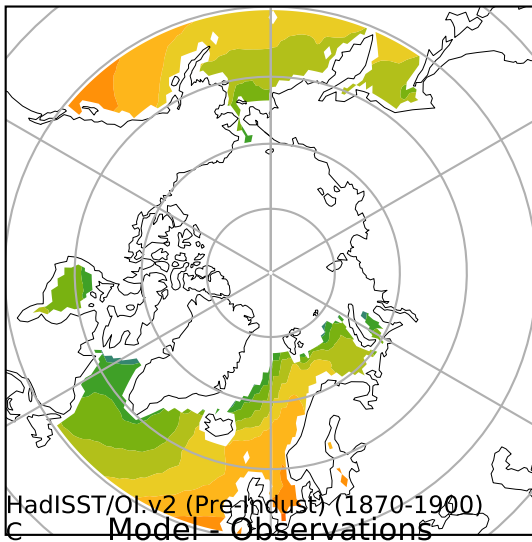 HadISST/OI.v2 (Pre-Indust) (1870-1900)
C Model - Observations